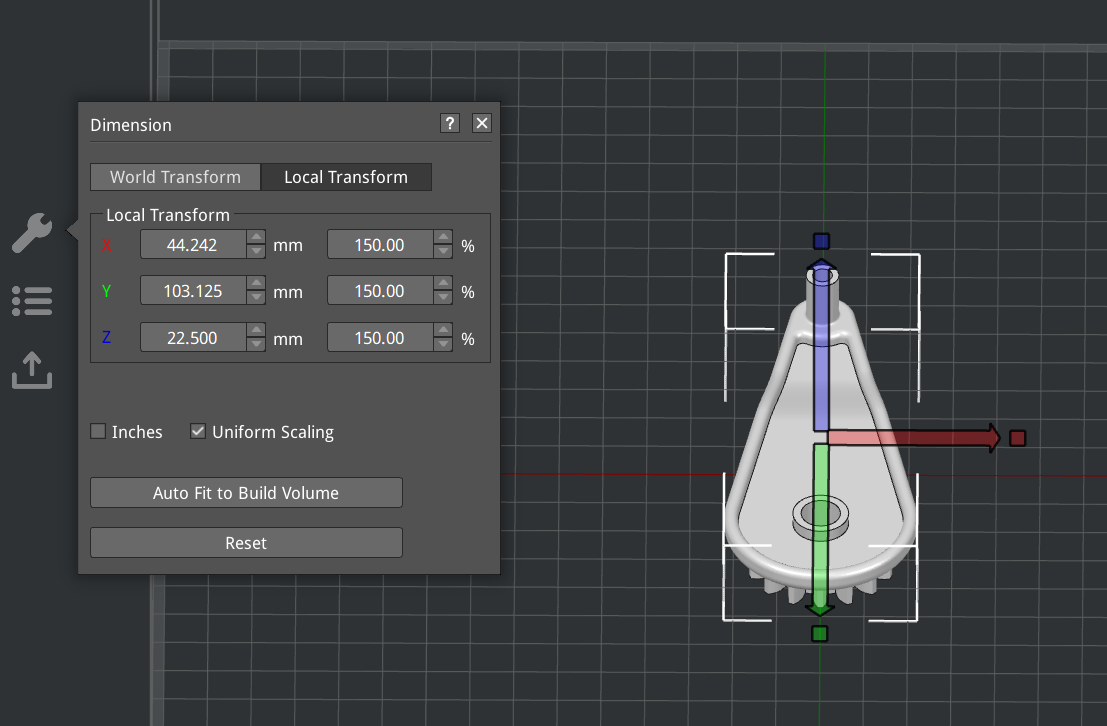 Dimension ?
World Transform Local Transform
Local Transform
X 44.242 mm 150.00 %
Y 103.125 mm 150.00 %
Z 22.500 mm 150.00 %
Inches Uniform Scaling
Auto Fit to Build Volume
Reset